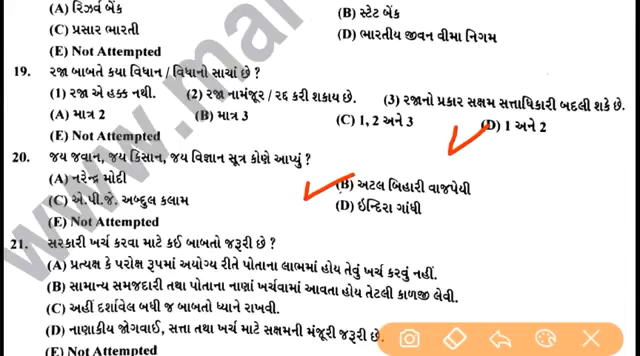 (A) રિઝર્વ બેંક (B) સ્ટેટ બેંક
(C) પ્રસાર ભારતી (D) ભારતીય જીવન વીમા નિગમ
(E) Not Attempted
19. રજા બાબતે કયા વિધાન / વિધાનો સાચાં છે ?
(1) રજા એ હક્ક નથી. (2) રજા નામંજૂર / રદ્દ કરી શકાય છે. (3) રજાનો પ્રકાર સક્ષમ સત્તાધિકારી બદલી શકે છે.
(A) માત્ર 2 (B) માત્ર 3 (C) 1, 2 અને 3 (D) 1 અને 2
(E) Not Attempted
20. જય જવાન, જય કિસાન, જય વિજ્ઞાન સૂત્ર કોણે આપ્યું ?
(A) નરેન્દ્ર મોદી (B) અટલ બિહારી વાજપેયી
(C) એ.પી.જે. અબ્દુલ કલામ (D) ઇન્દિરા ગાંધી
(E) Not Attempted
21. સરકારી ખર્ચ કરવા માટે કઈ બાબતો જરૂરી છે ?
(A) પ્રત્યક્ષ કે પરોક્ષ રૂપમાં અયોગ્ય રીતે પોતાના લાભમાં હોય તેવું ખર્ચ કરવું નહીં.
(B) સામાન્ય સમજદારી તથા પોતાના નાણાં ખર્ચવામાં આવતા હોય તેટલી કાળજી લેવી.
(C) અહીં દર્શાવેલ બધી જ બાબતો ધ્યાને રાખવી.
(D) નાણાકીય જોગવાઈ, સત્તા તથા ખર્ચ માટે સક્ષમની મંજૂરી જરૂરી છે.
(E) Not Attempted
www.mar